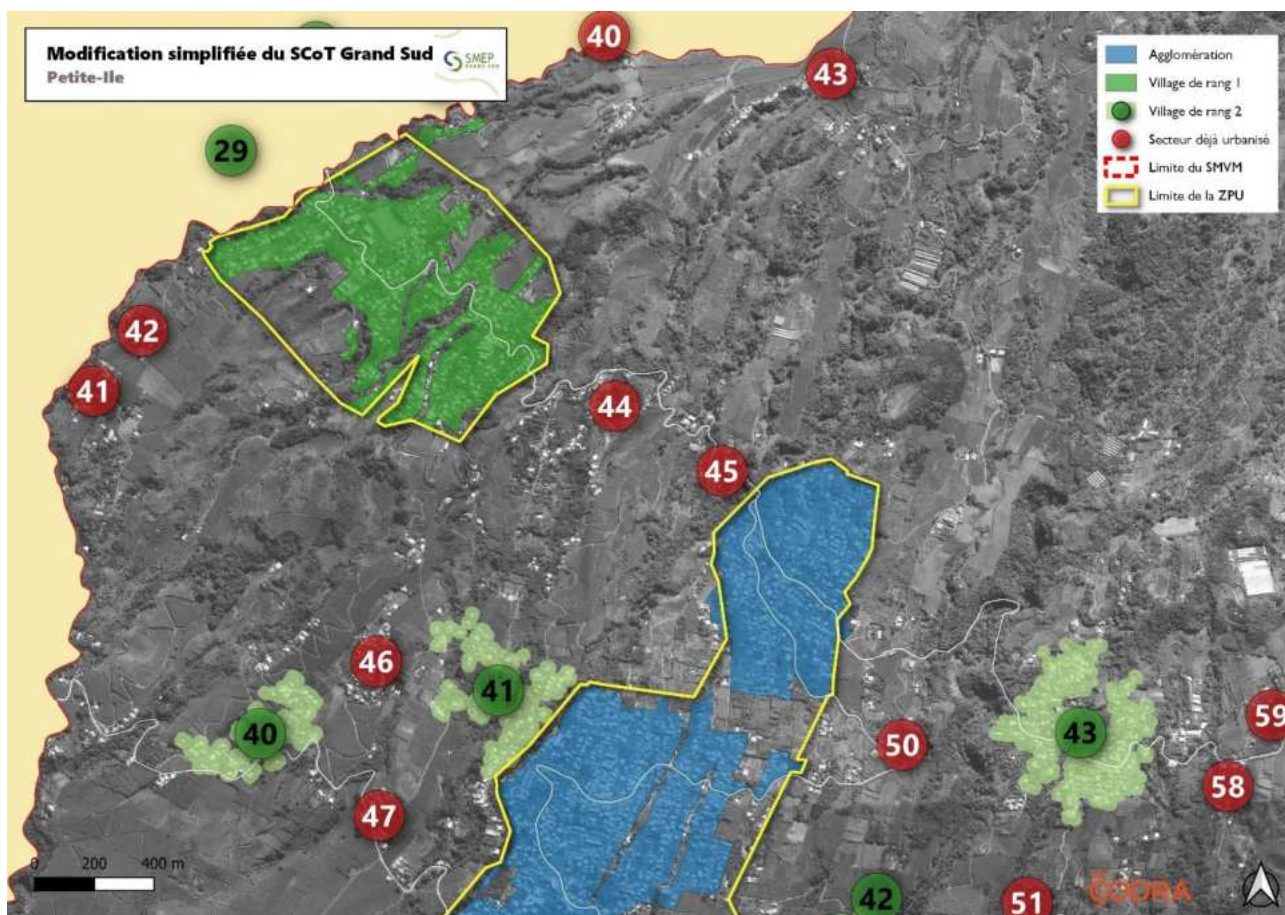 Modification simplifiée du SCoT Grand Sud
Petite-Ile
SMEP
GRAND SUD
Agglomération
Village de rang 1
Village de rang 2
Secteur déjà urbanisé
Limite du SMVM
Limite de la ZPU
40
43
29
42
41
44
45
46
41
40
43
59
50
58
47
42
51
0 200 400 m